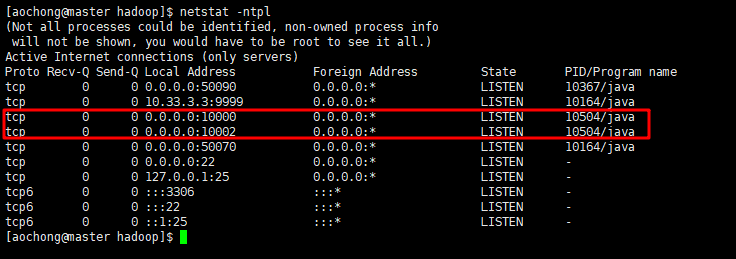 [aochong@master hadoop]$ netstat -ntpl
(Not all processes could be identified, non-owned process info
 will not be shown, you would have to be root to see it all.)
Active Internet connections (only servers)
Proto Recv-Q Send-Q Local Address           Foreign Address         State       PID/Program name
tcp        0      0 0.0.0.0:50090           0.0.0.0:*               LISTEN      10367/java
tcp        0      0 10.33.3.3:9999          0.0.0.0:*               LISTEN      10164/java
tcp        0      0 0.0.0.0:10000           0.0.0.0:*               LISTEN      10504/java
tcp        0      0 0.0.0.0:10002           0.0.0.0:*               LISTEN      10504/java
tcp        0      0 0.0.0.0:50070           0.0.0.0:*               LISTEN      10164/java
tcp        0      0 0.0.0.0:22              0.0.0.0:*               LISTEN      -
tcp        0      0 127.0.0.1:25            0.0.0.0:*               LISTEN      -
tcp6       0      0 :::3306                 :::*                    LISTEN      -
tcp6       0      0 :::22                   :::*                    LISTEN      -
tcp6       0      0 ::1:25                  :::*                    LISTEN      -
[aochong@master hadoop]$